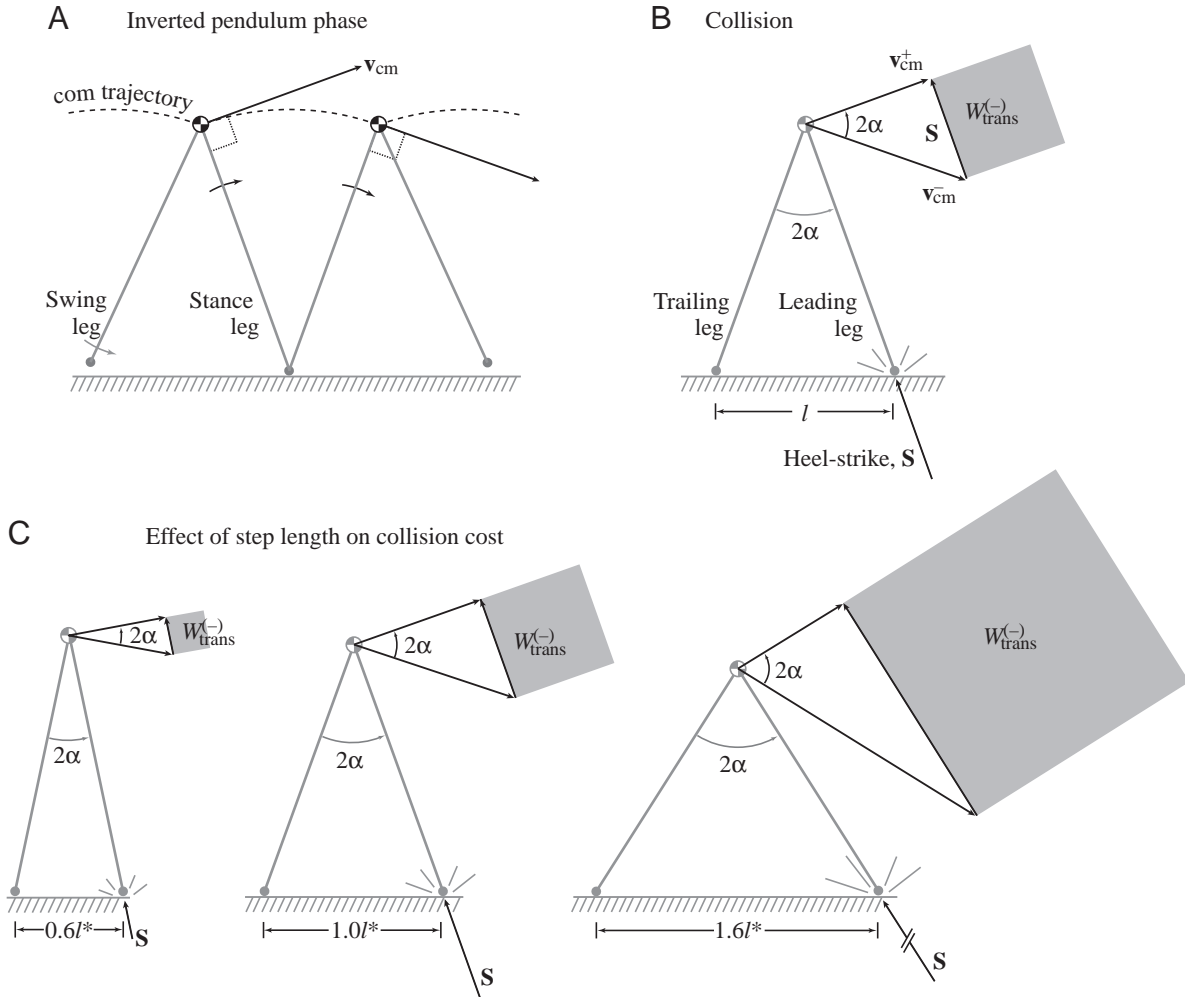 A Inverted pendulum phase
v_cm
com trajectory
Swing
leg
Stance
leg
B Collision
v_cm^+
W_trans^(–)
S
2α
v_cm^–
2α
Trailing
leg
Leading
leg
l
Heel-strike, S
C Effect of step length on collision cost
2α
W_trans^(–)
2α
0.6l*
S
2α
W_trans^(–)
2α
1.0l*
S
2α
W_trans^(–)
2α
1.6l*
S